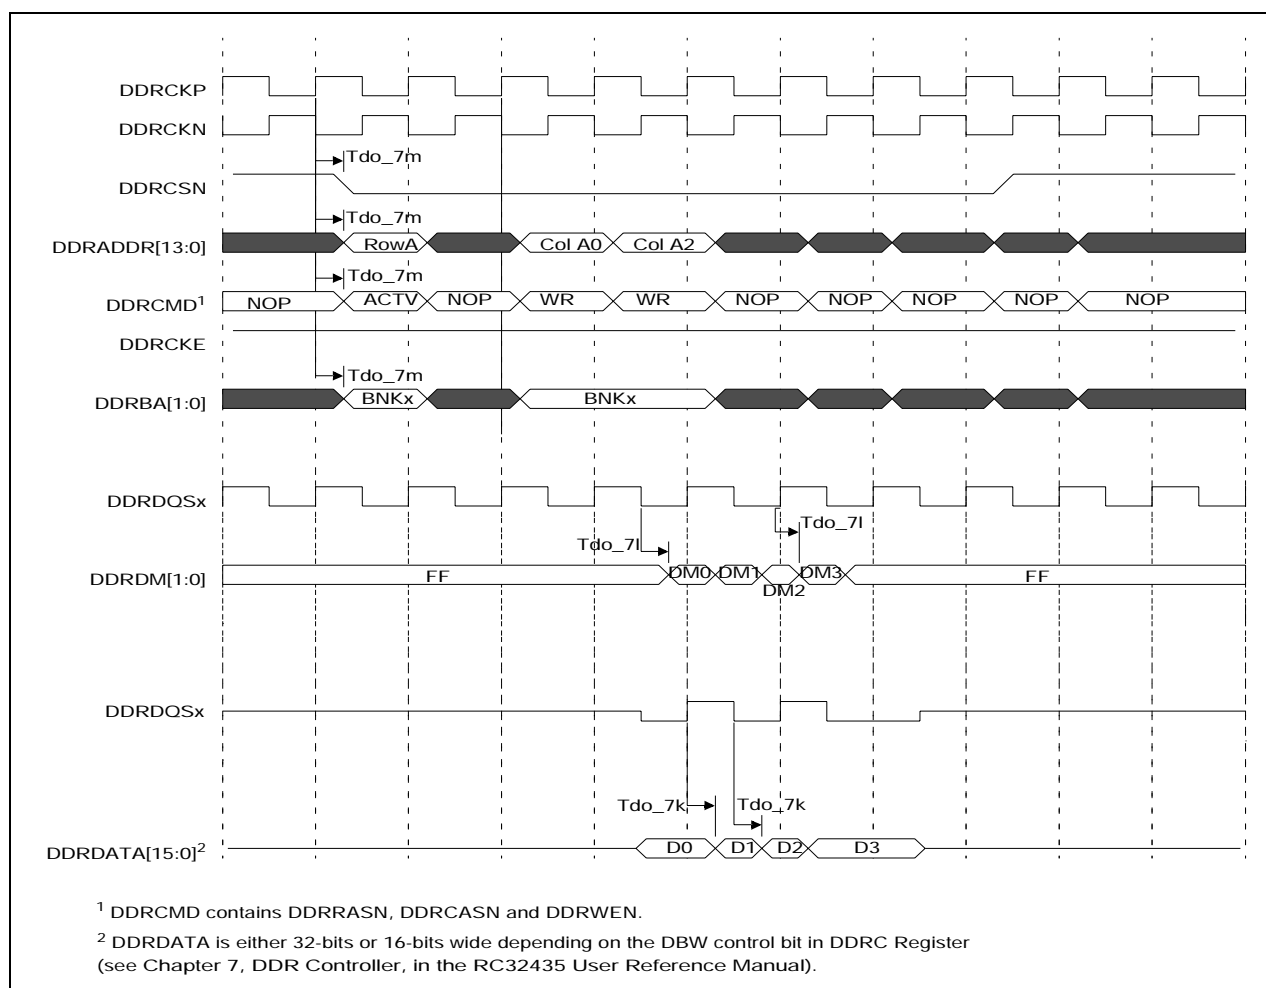 DDRCKP
DDRCKN
Tdo_7m
DDRCSN
Tdo_7m
DDRADDR[13:0] RowA Col A0 Col A2
Tdo_7m
DDRCMD1 NOP ACTV NOP WR WR NOP NOP NOP NOP NOP
DDRCKE
Tdo_7m
DDRBA[1:0] BNKx BNKx
DDRDQSx
Tdo_7l Tdo_7l
DDRDM[1:0] FF DM0 DM1 DM2 DM3 FF
DDRDQSx
Tdo_7k Tdo_7k
DDRDATA[15:0]2 D0 D1 D2 D3
1 DDRCMD contains DDRRASN, DDRCASN and DDRWEN.
2 DDRDATA is either 32-bits or 16-bits wide depending on the DBW control bit in DDRC Register
(see Chapter 7, DDR Controller, in the RC32435 User Reference Manual).